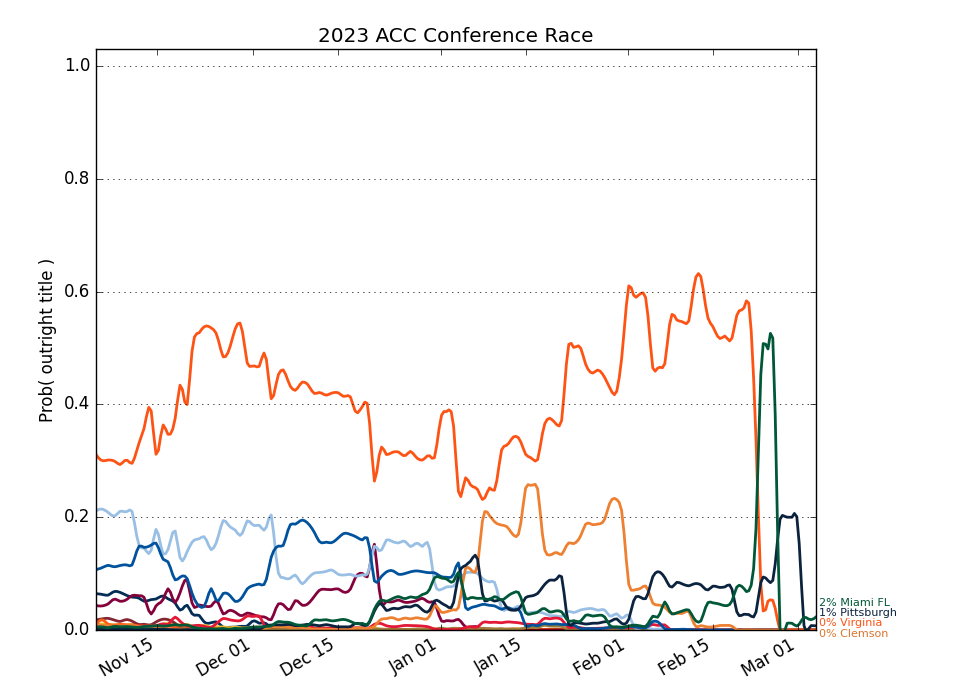 2023 ACC Conference Race
Prob( outright title )
1.0
0.8
0.6
0.4
0.2
0.0
2% Miami FL
1% Pittsburgh
0% Virginia
0% Clemson
Nov 15
Dec 01
Dec 15
Jan 01
Jan 15
Feb 01
Feb 15
Mar 01